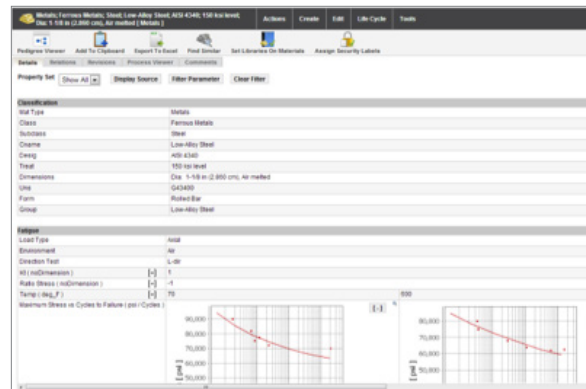 Metals; Ferrous Metals; Steel; Low-Alloy Steel; AISI 4340; 150 ksi level;
Dia: 1-1/8 in (2.860 cm), Air melted [ Metals ]
Actions Create Edit Life Cycle Tools
Pedigree Viewer Add To Clipboard Export To Excel Find Similar Set Libraries On Materials Assign Security Labels
Details Relations Revisions Process Viewer Comments
Property Set Show All Display Source Filter Parameter Clear Filter
Classification
Mat Type Metals
Class Ferrous Metals
Subclass Steel
Cname Low-Alloy Steel
Desig AISI 4340
Treat 150 ksi level
Dimensions Dia: 1-1/8 in (2.860 cm), Air melted
Uns G43400
Form Rolled Bar
Group Low-Alloy Steel
Fatigue
Load Type Axial
Environment Air
Direction Test L-dir
Kt ( noDimension ) [+] 1
Ratio Stress ( noDimension ) [+] -1
Temp ( deg_F ) [+] 70 600
Maximum Stress vs Cycles to Failure ( psi / Cycles ) [-]
90,000
80,000
70,000
60,000
50,000
[ psi ]
80,000
70,000
60,000
50,000
[ psi ]